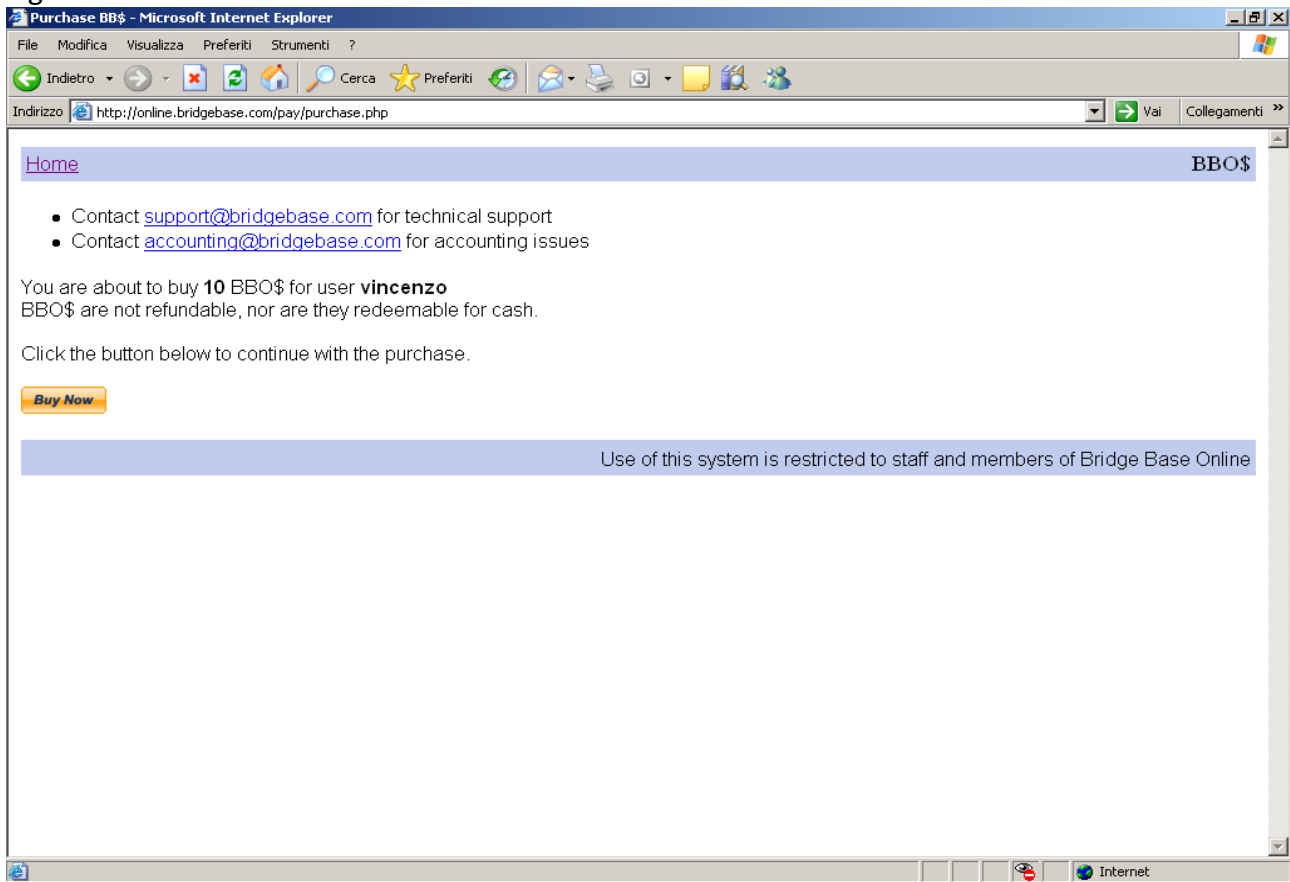 Purchase BB$ - Microsoft Internet Explorer
File Modifica Visualizza Preferiti Strumenti ?
Indietro Cerca Preferiti
Indirizzo http://online.bridgebase.com/pay/purchase.php Vai Collegamenti »
Home BBO$
• Contact support@bridgebase.com for technical support
• Contact accounting@bridgebase.com for accounting issues
You are about to buy 10 BBO$ for user vincenzo
BBO$ are not refundable, nor are they redeemable for cash.
Click the button below to continue with the purchase.
Buy Now
Use of this system is restricted to staff and members of Bridge Base Online
Internet